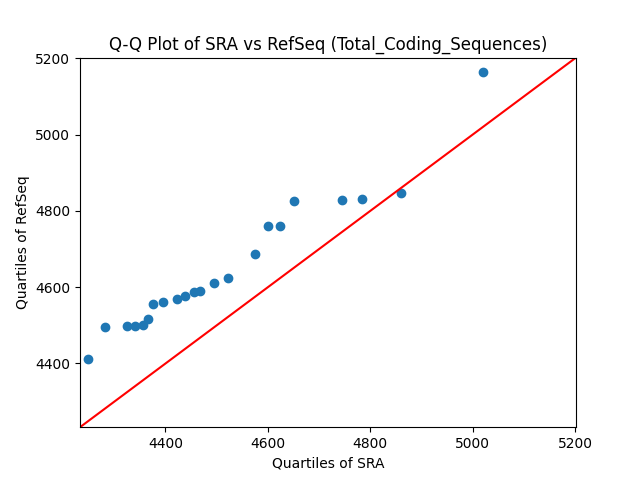 Q-Q Plot of SRA vs RefSeq (Total_Coding_Sequences)
5200
5000
4800
4600
4400
Quartiles of RefSeq
4400 4600 4800 5000 5200
Quartiles of SRA